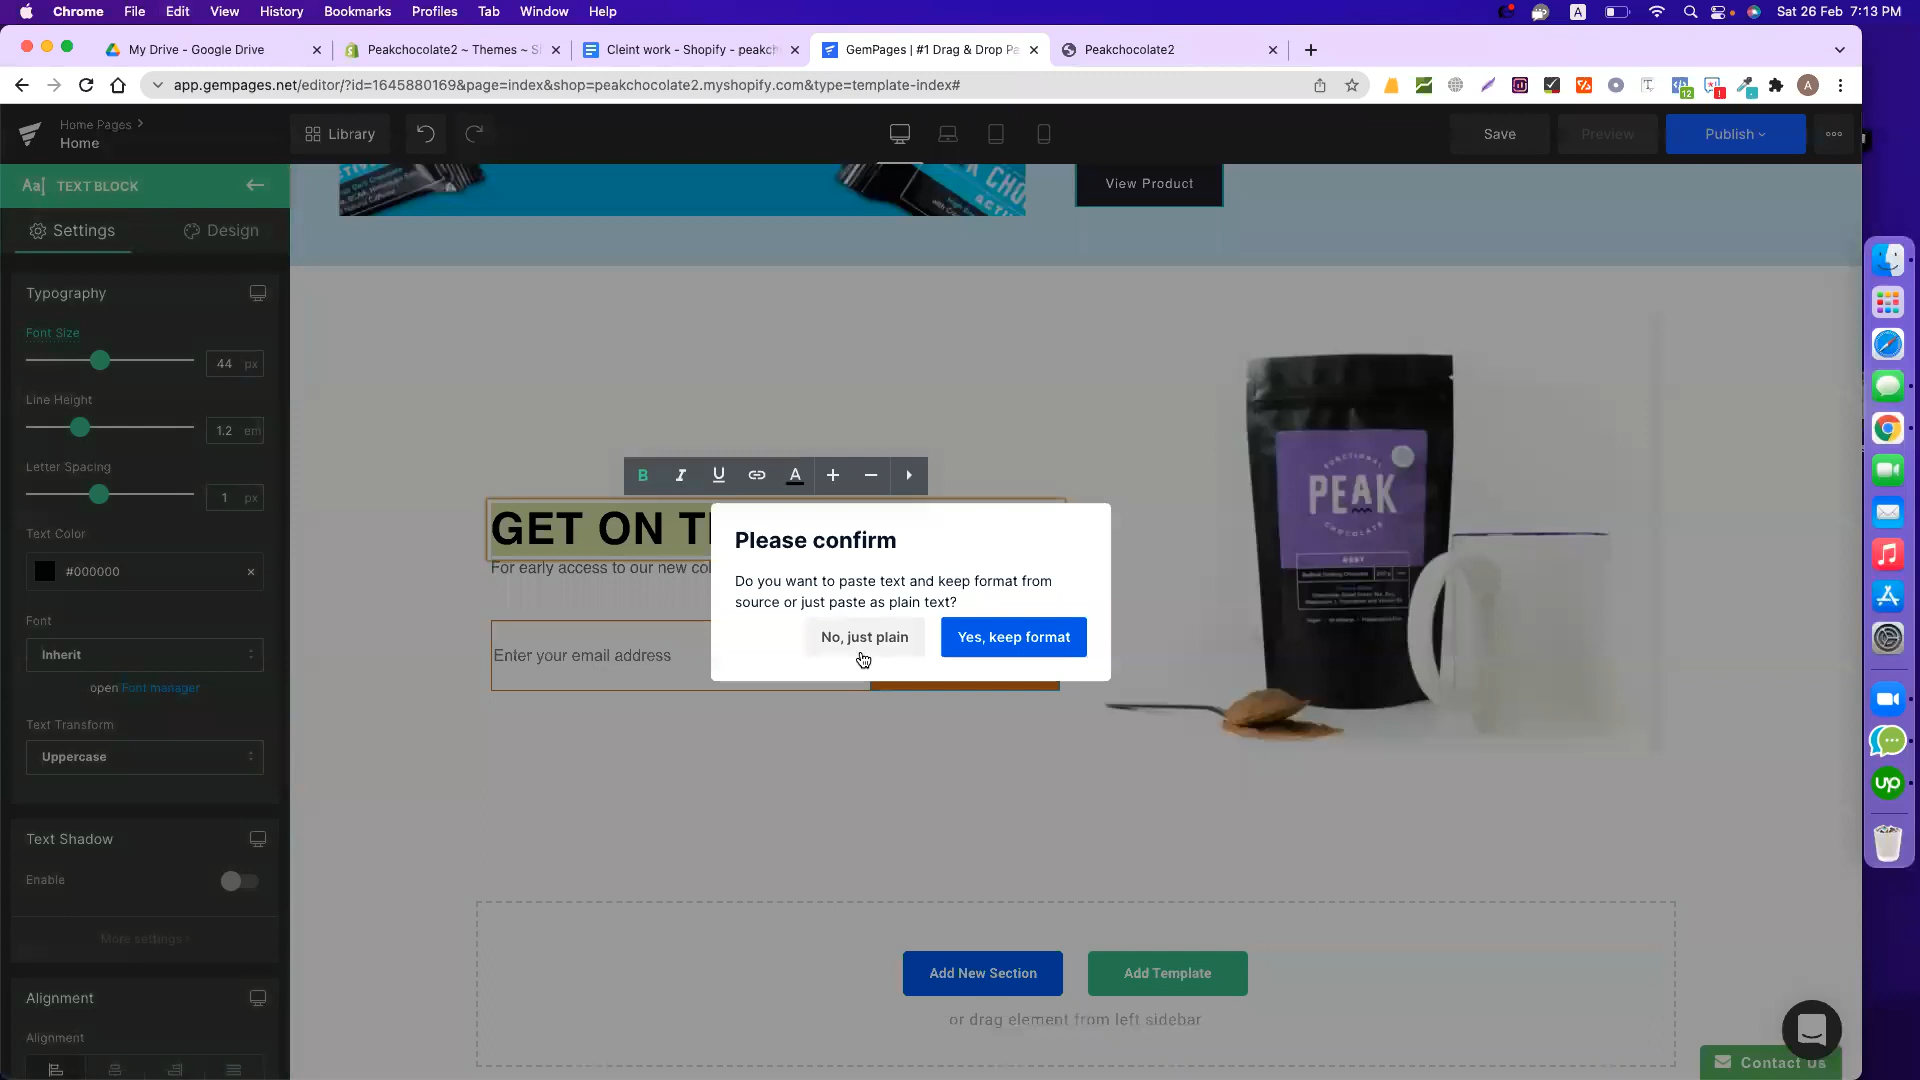 Chrome File Edit View History Bookmarks Profiles Tab Window Help
A
Sat 26 Feb 7:13 PM
My Drive - Google Drive
Peakchocolate2 ~ Themes ~ S
Cleint work - Shopify - peakch
GemPages | #1 Drag & Drop Pa
Peakchocolate2
app.gempages.net/editor/?id=1645880169&page=index&shop=peakchocolate2.myshopify.com&type=template-index#
12
A
Home Pages
Home
Library
Save
Preview
Publish
Aa TEXT BLOCK
Settings
Design
View Product
Typography
Font Size
44 px
Line Height
1.2 em
Letter Spacing
1 px
Text Color
#000000
Font
Inherit
open Font manager
Text Transform
Uppercase
Text Shadow
Enable
More settings
Alignment
Alignment
B I U A
GET ON T
For early access to our new col
Enter your email address
Please confirm
Do you want to paste text and keep format from
source or just paste as plain text?
No, just plain
Yes, keep format
FUNCTIONAL
PEAK
CHOCOLATE
Add New Section
Add Template
or drag element from left sidebar
Contact Us
up